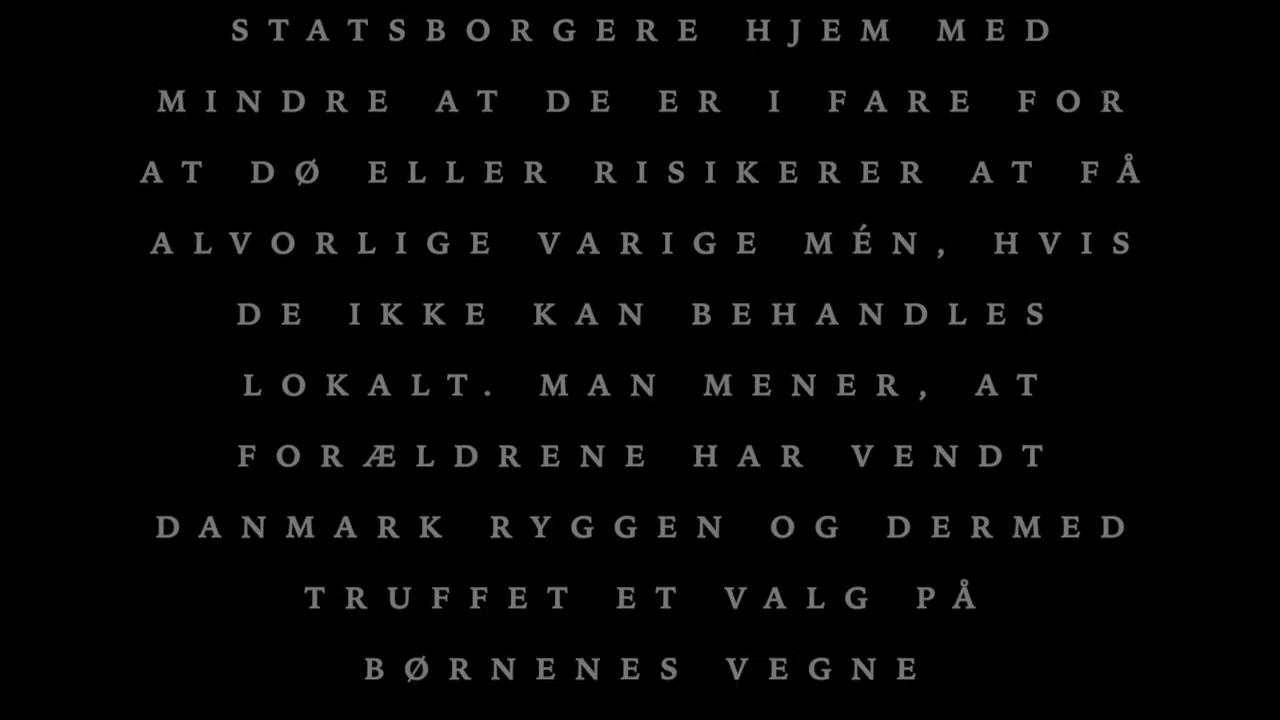 STATSBORGERE HJEM MED
MINDRE AT DE ER I FARE FOR
AT DØ ELLER RISIKERER AT FÅ
ALVORLIGE VARIGE MÉN, HVIS
DE IKKE KAN BEHANDLES
LOKALT. MAN MENER, AT
FORÆLDRENE HAR VENDT
DANMARK RYGGEN OG DERMED
TRUFFET ET VALG PÅ
BØRNENES VEGNE